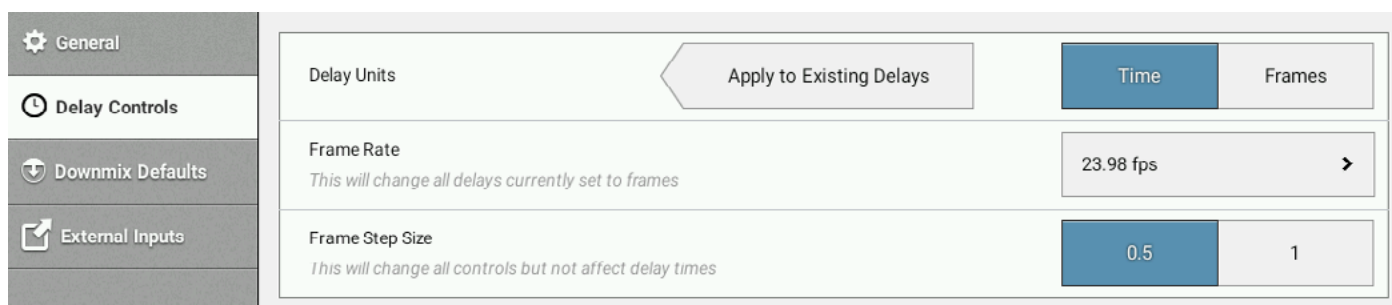 General
Delay Controls
Downmix Defaults
External Inputs
Delay Units
Apply to Existing Delays
Time
Frames
Frame Rate
This will change all delays currently set to frames
23.98 fps
Frame Step Size
This will change all controls but not affect delay times
0.5
1